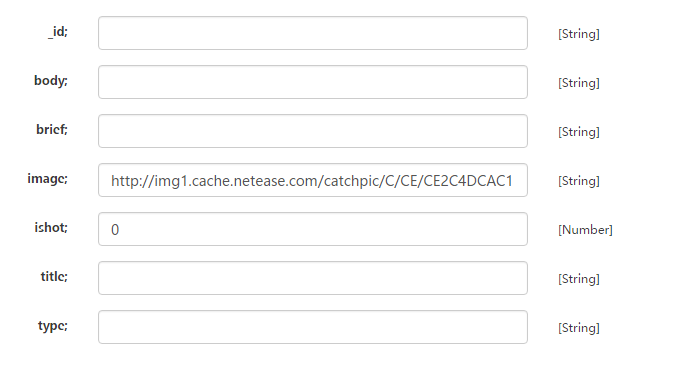 _id; [String]
body; [String]
brief; [String]
image; http://img1.cache.netease.com/catchpic/C/CE/CE2C4DCAC1 [String]
ishot; 0 [Number]
title; [String]
type; [String]